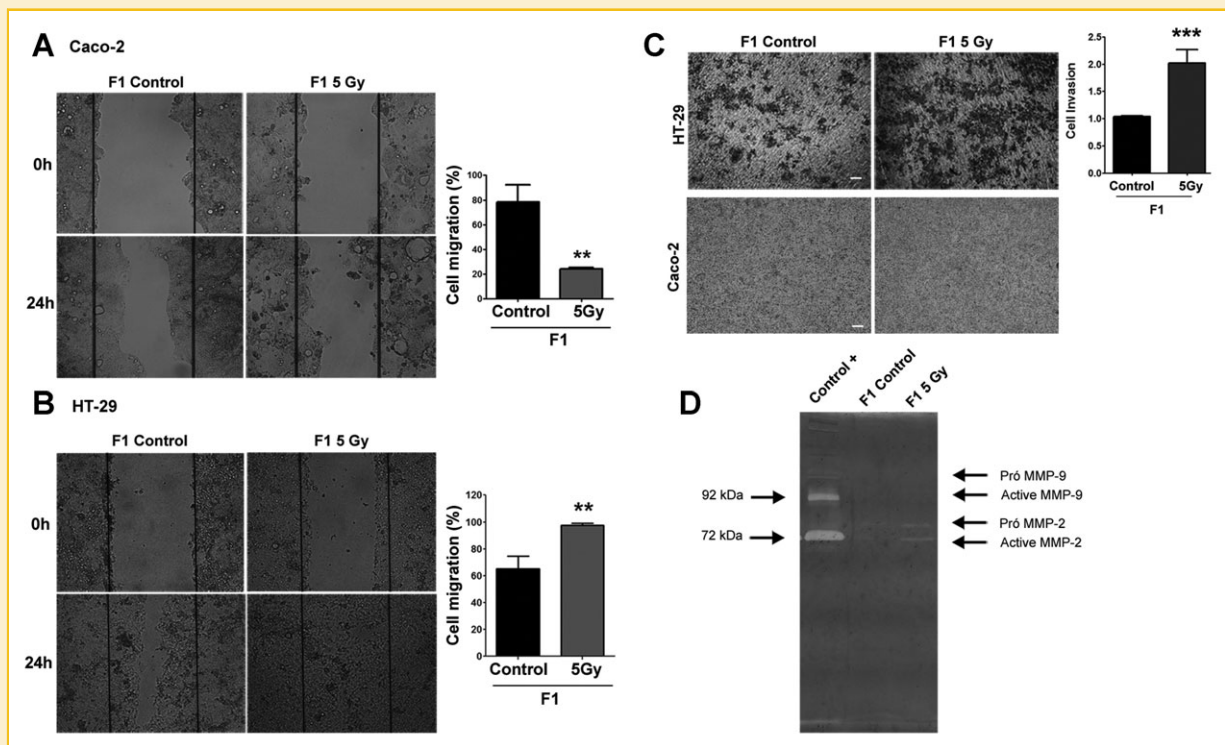 A Caco-2
F1 Control F1 5 Gy
0h
24h
Cell migration (%)
100
80
60
40
20
0
**
Control 5Gy
F1
B HT-29
F1 Control F1 5 Gy
0h
24h
Cell migration (%)
120
100
80
60
40
20
0
**
Control 5Gy
F1
C
F1 Control F1 5 Gy
HT-29
Caco-2
Cell Invasion
2.5
2.0
1.5
1.0
0.5
0.0
***
Control 5Gy
F1
D
Control + F1 Control F1 5 Gy
92 kDa
72 kDa
Pró MMP-9
Active MMP-9
Pró MMP-2
Active MMP-2